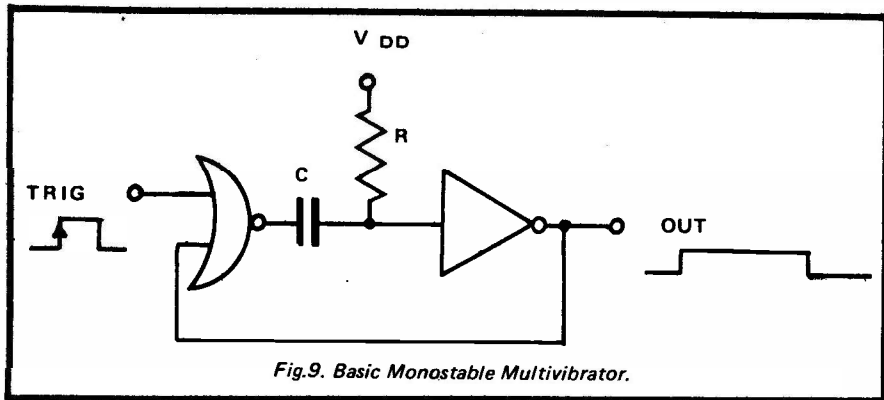 V DD
R
C
TRIG
OUT
Fig.9. Basic Monostable Multivibrator.